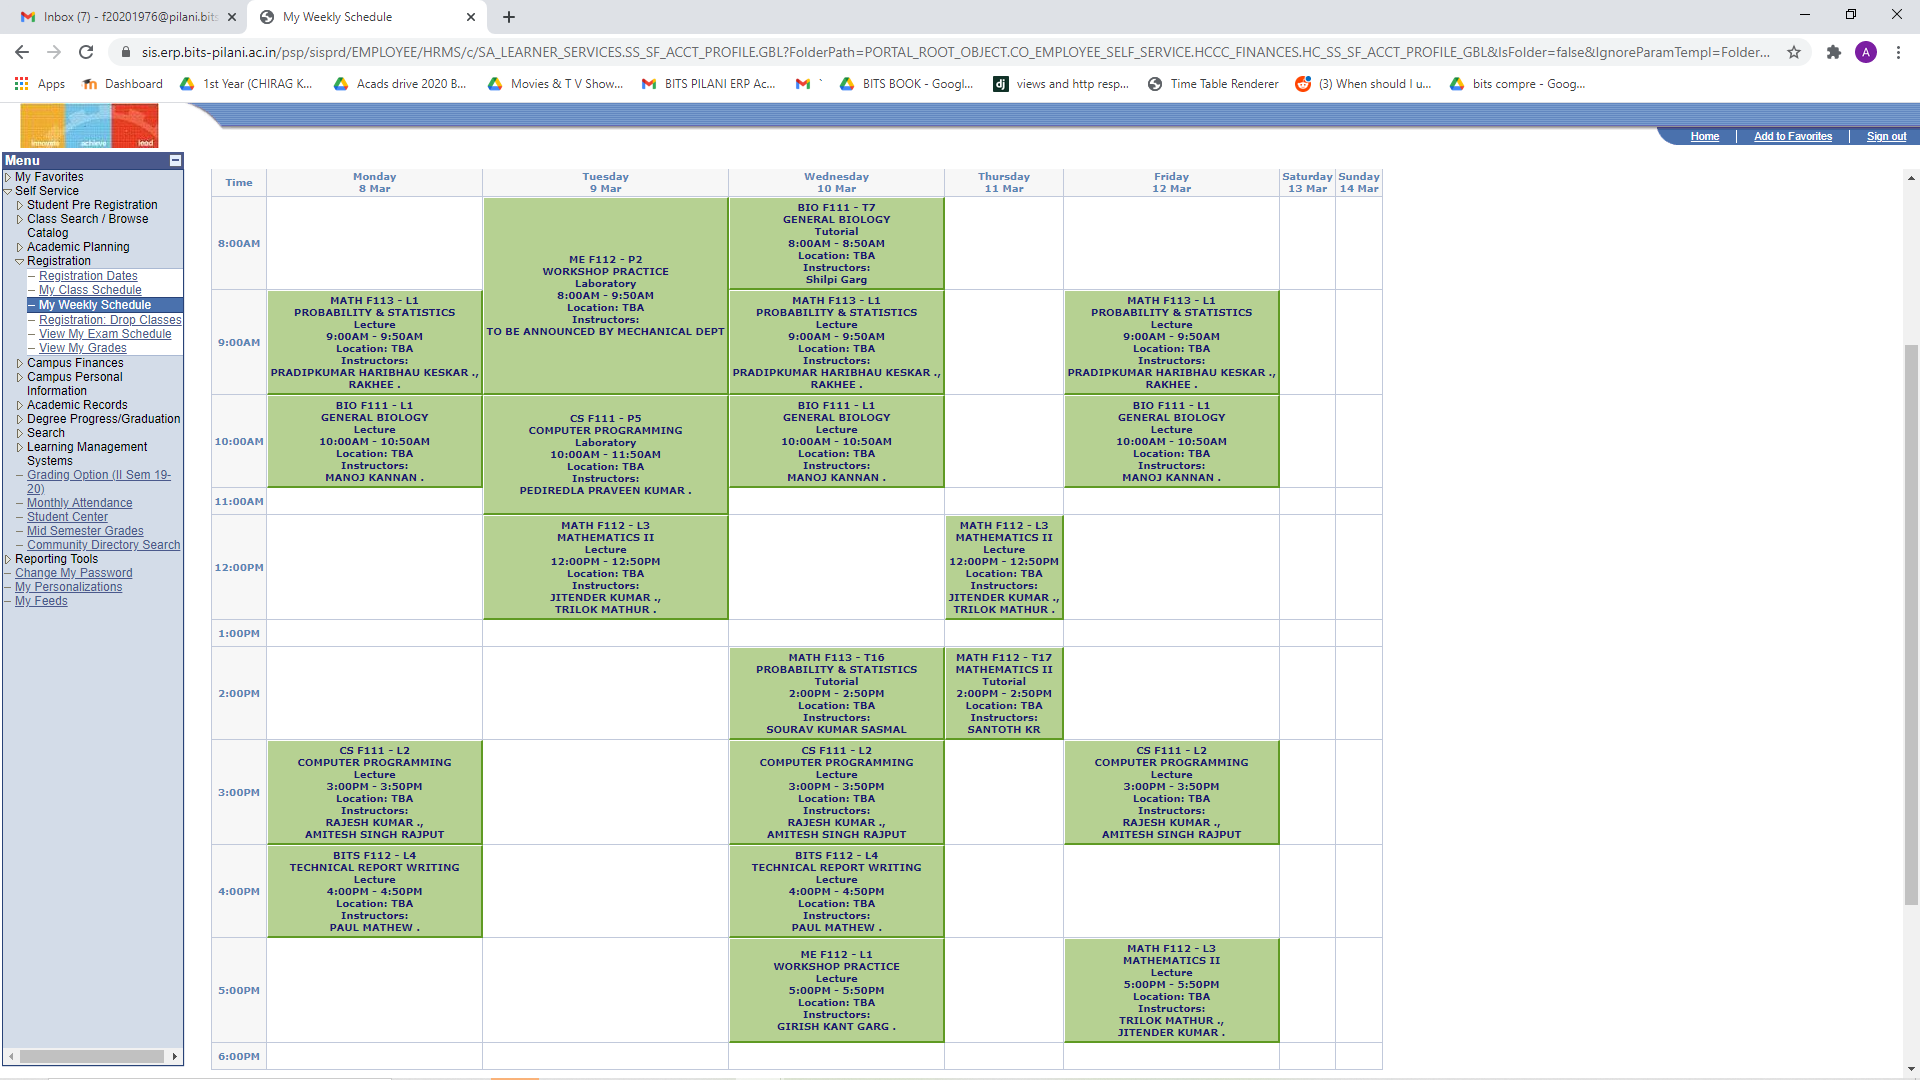 Inbox (7) - f20201976@pilani.bits
My Weekly Schedule
sis.erp.bits-pilani.ac.in/psp/sisprd/EMPLOYEE/HRMS/c/SA_LEARNER_SERVICES.SS_SF_ACCT_PROFILE.GBL?FolderPath=PORTAL_ROOT_OBJECT.CO_EMPLOYEE_SELF_SERVICE.HCCC_FINANCES.HC_SS_SF_ACCT_PROFILE_GBL&IsFolder=false&IgnoreParamTempl=Folder...
A
Apps
Dashboard
1st Year (CHIRAG K...
Acads drive 2020 B...
Movies & T V Show...
BITS PILANI ERP Ac...
`
BITS BOOK - Googl...
dj
views and http resp...
Time Table Renderer
(3) When should I u...
bits compre - Goog...
innovate achieve lead
Home
Add to Favorites
Sign out
Menu
My Favorites
Self Service
Student Pre Registration
Class Search / Browse
Catalog
Academic Planning
Registration
Registration Dates
My Class Schedule
My Weekly Schedule
Registration: Drop Classes
View My Exam Schedule
View My Grades
Campus Finances
Campus Personal
Information
Academic Records
Degree Progress/Graduation
Search
Learning Management
Systems
Grading Option (II Sem 19-
20)
Monthly Attendance
Student Center
Mid Semester Grades
Community Directory Search
Reporting Tools
Change My Password
My Personalizations
My Feeds
Time
Monday
8 Mar
Tuesday
9 Mar
Wednesday
10 Mar
Thursday
11 Mar
Friday
12 Mar
Saturday
13 Mar
Sunday
14 Mar
8:00AM
ME F112 - P2
WORKSHOP PRACTICE
Laboratory
8:00AM - 9:50AM
Location: TBA
Instructors:
TO BE ANNOUNCED BY MECHANICAL DEPT
BIO F111 - T7
GENERAL BIOLOGY
Tutorial
8:00AM - 8:50AM
Location: TBA
Instructors:
Shilpi Garg
9:00AM
MATH F113 - L1
PROBABILITY & STATISTICS
Lecture
9:00AM - 9:50AM
Location: TBA
Instructors:
PRADIPKUMAR HARIBHAU KESKAR .,
RAKHEE .
MATH F113 - L1
PROBABILITY & STATISTICS
Lecture
9:00AM - 9:50AM
Location: TBA
Instructors:
PRADIPKUMAR HARIBHAU KESKAR .,
RAKHEE .
MATH F113 - L1
PROBABILITY & STATISTICS
Lecture
9:00AM - 9:50AM
Location: TBA
Instructors:
PRADIPKUMAR HARIBHAU KESKAR .,
RAKHEE .
10:00AM
BIO F111 - L1
GENERAL BIOLOGY
Lecture
10:00AM - 10:50AM
Location: TBA
Instructors:
MANOJ KANNAN .
CS F111 - P5
COMPUTER PROGRAMMING
Laboratory
10:00AM - 11:50AM
Location: TBA
Instructors:
PEDIREDLA PRAVEEN KUMAR .
BIO F111 - L1
GENERAL BIOLOGY
Lecture
10:00AM - 10:50AM
Location: TBA
Instructors:
MANOJ KANNAN .
BIO F111 - L1
GENERAL BIOLOGY
Lecture
10:00AM - 10:50AM
Location: TBA
Instructors:
MANOJ KANNAN .
11:00AM
12:00PM
MATH F112 - L3
MATHEMATICS II
Lecture
12:00PM - 12:50PM
Location: TBA
Instructors:
JITENDER KUMAR .,
TRILOK MATHUR .
MATH F112 - L3
MATHEMATICS II
Lecture
12:00PM - 12:50PM
Location: TBA
Instructors:
JITENDER KUMAR .,
TRILOK MATHUR .
1:00PM
2:00PM
MATH F113 - T16
PROBABILITY & STATISTICS
Tutorial
2:00PM - 2:50PM
Location: TBA
Instructors:
SOURAV KUMAR SASMAL
MATH F112 - T17
MATHEMATICS II
Tutorial
2:00PM - 2:50PM
Location: TBA
Instructors:
SANTOTH KR
3:00PM
CS F111 - L2
COMPUTER PROGRAMMING
Lecture
3:00PM - 3:50PM
Location: TBA
Instructors:
RAJESH KUMAR .,
AMITESH SINGH RAJPUT
CS F111 - L2
COMPUTER PROGRAMMING
Lecture
3:00PM - 3:50PM
Location: TBA
Instructors:
RAJESH KUMAR .,
AMITESH SINGH RAJPUT
CS F111 - L2
COMPUTER PROGRAMMING
Lecture
3:00PM - 3:50PM
Location: TBA
Instructors:
RAJESH KUMAR .,
AMITESH SINGH RAJPUT
4:00PM
BITS F112 - L4
TECHNICAL REPORT WRITING
Lecture
4:00PM - 4:50PM
Location: TBA
Instructors:
PAUL MATHEW .
BITS F112 - L4
TECHNICAL REPORT WRITING
Lecture
4:00PM - 4:50PM
Location: TBA
Instructors:
PAUL MATHEW .
5:00PM
ME F112 - L1
WORKSHOP PRACTICE
Lecture
5:00PM - 5:50PM
Location: TBA
Instructors:
GIRISH KANT GARG .
MATH F112 - L3
MATHEMATICS II
Lecture
5:00PM - 5:50PM
Location: TBA
Instructors:
TRILOK MATHUR .,
JITENDER KUMAR .
6:00PM